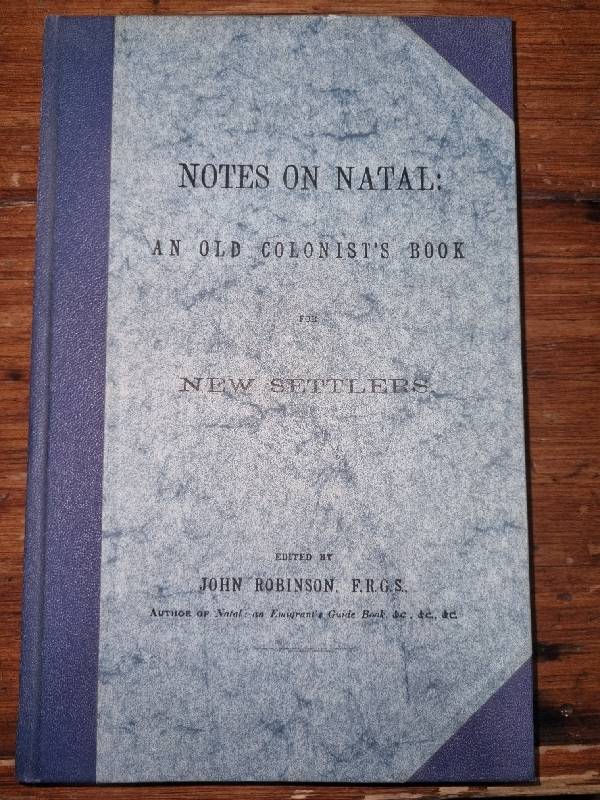 NOTES ON NATAL:
AN OLD COLONIST'S BOOK
FOR
NEW SETTLERS.
EDITED BY
JOHN ROBINSON, F.R.G.S.,
AUTHOR OF Natal: an Emigrant's Guide Book, &c., &c., &c.